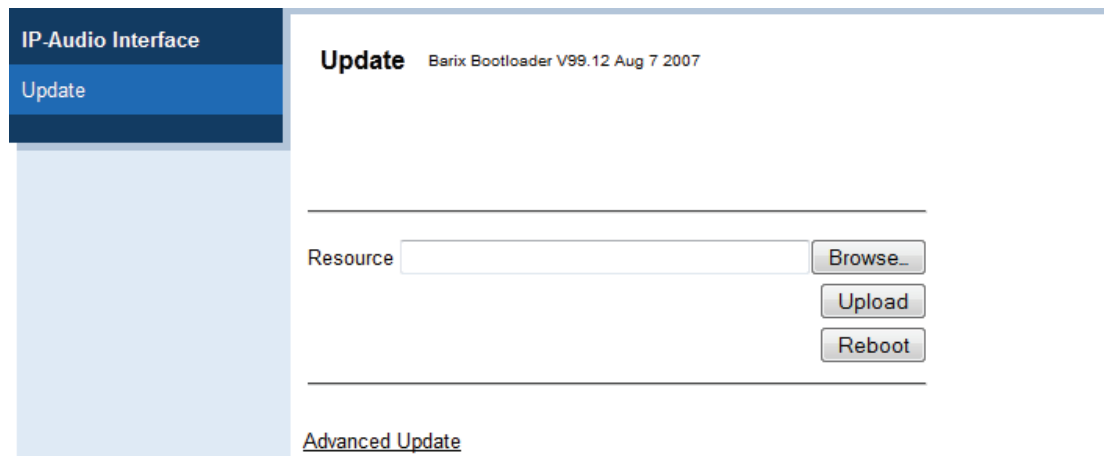 IP-Audio Interface
Update
Update Barix Bootloader V99.12 Aug 7 2007
Resource Browse...
Upload
Reboot
Advanced Update